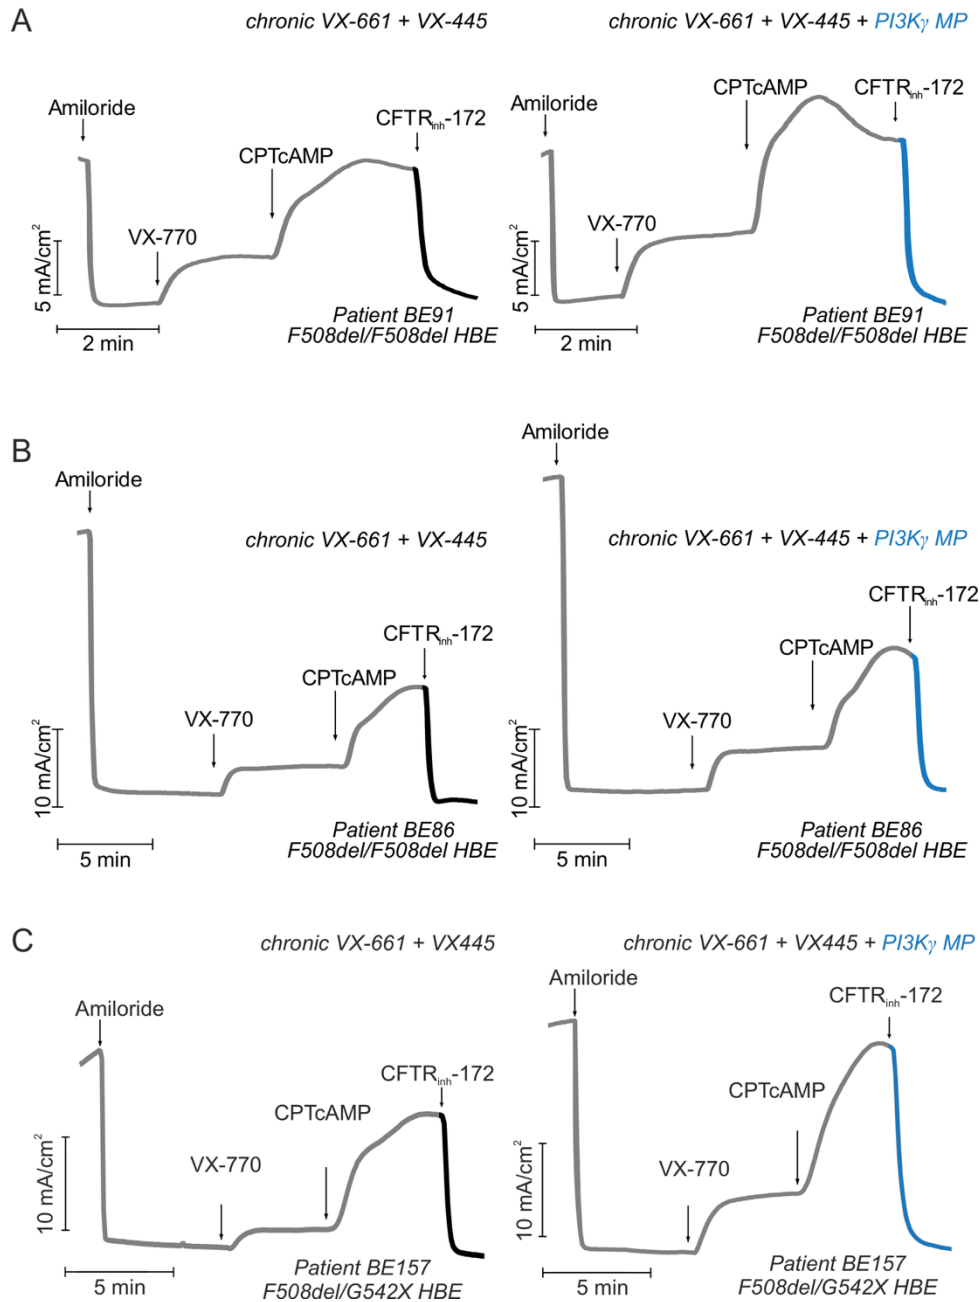 A
chronic VX-661 + VX-445
chronic VX-661 + VX-445 + PI3Kγ MP
Amiloride
VX-770
CPTcAMP
CFTRinh-172
5 mA/cm²
2 min
Patient BE91
F508del/F508del HBE
Amiloride
VX-770
CPTcAMP
CFTRinh-172
5 mA/cm²
2 min
Patient BE91
F508del/F508del HBE
B
Amiloride
chronic VX-661 + VX-445
VX-770
CPTcAMP
CFTRinh-172
10 mA/cm²
5 min
Patient BE86
F508del/F508del HBE
Amiloride
chronic VX-661 + VX-445 + PI3Kγ MP
VX-770
CPTcAMP
CFTRinh-172
10 mA/cm²
5 min
Patient BE86
F508del/F508del HBE
C
chronic VX-661 + VX445
chronic VX-661 + VX445 + PI3Kγ MP
Amiloride
VX-770
CPTcAMP
CFTRinh-172
10 mA/cm²
5 min
Patient BE157
F508del/G542X HBE
Amiloride
VX-770
CPTcAMP
CFTRinh-172
10 mA/cm²
5 min
Patient BE157
F508del/G542X HBE